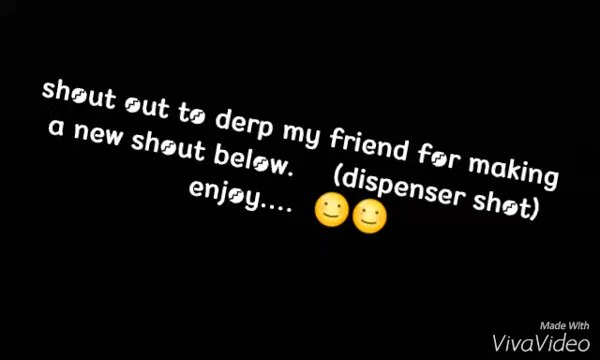 shout out to derp my friend for making
a new shout below. (dispenser shot)
enjoy.... 🙂🙂
Made With
VivaVideo